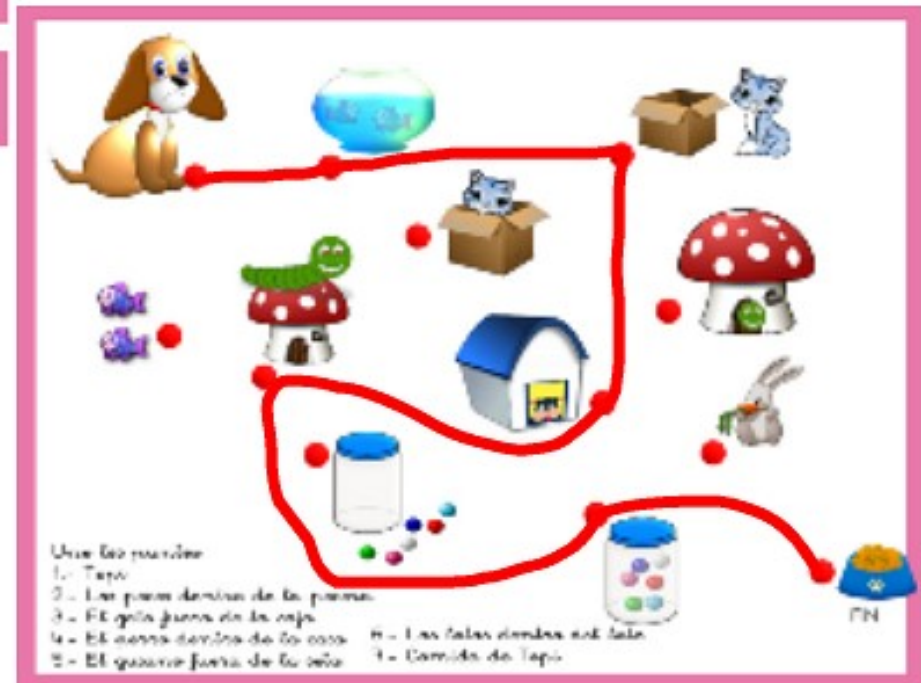 FIN
Une los puntos
1.- Topi
2.- Los peces dentro de la pecera
3.- El gato fuera de la caja
4.- El perro dentro de la casa
5.- El gusano fuera de la seta
6.- Las bolas dentro del bote
7.- Comida de Topi